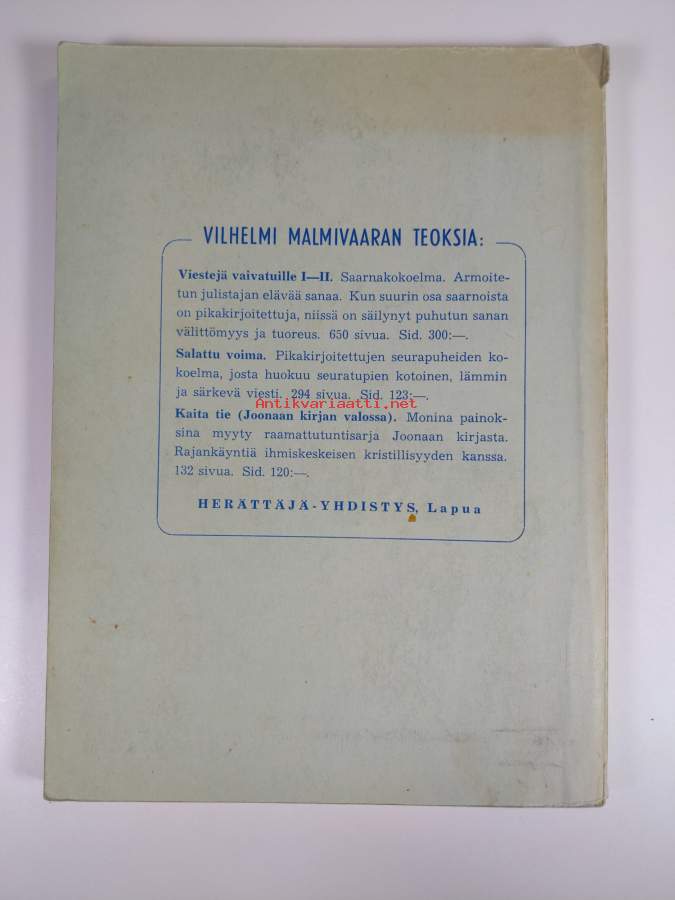 VILHELMI MALMIVAARAN TEOKSIA:
Viestejä vaivatuille I—II. Saarnakokoelma. Armoite-
tun julistajan elävää sanaa. Kun suurin osa saarnoista
on pikakirjoitettuja, niissä on säilynyt puhutun sanan
välittömyys ja tuoreus. 650 sivua. Sid. 300:—.
Salattu voima. Pikakirjoitettujen seurapuheiden ko-
koelma, josta huokuu seuratupien kotoinen, lämmin
ja särkevä viesti. 294 sivua. Sid. 123:—.
Antikvariaatti.net
Kaita tie (Joonaan kirjan valossa). Monina painok-
sina myyty raamattutuntisarja Joonaan kirjasta.
Rajankäyntiä ihmiskeskeisen kristillisyyden kanssa.
132 sivua. Sid. 120:—.
HERÄTTÄJÄ-YHDISTYS, Lapua